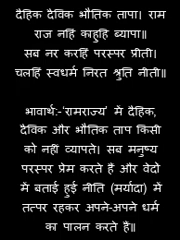 दैहिक दैविक भौतिक तापा। राम
राज नहिं काहुहि ब्यापा॥
सब नर करहिं परस्पर प्रीती।
चलहिं स्वधर्म निरत श्रुति नीती॥
भावार्थ:-'रामराज्य' में दैहिक,
दैविक और भौतिक ताप किसी
को नहीं व्यापते। सब मनुष्य
परस्पर प्रेम करते हैं और वेदों
में बताई हुई नीति (मर्यादा) में
तत्पर रहकर अपने-अपने धर्म
का पालन करते हैं॥